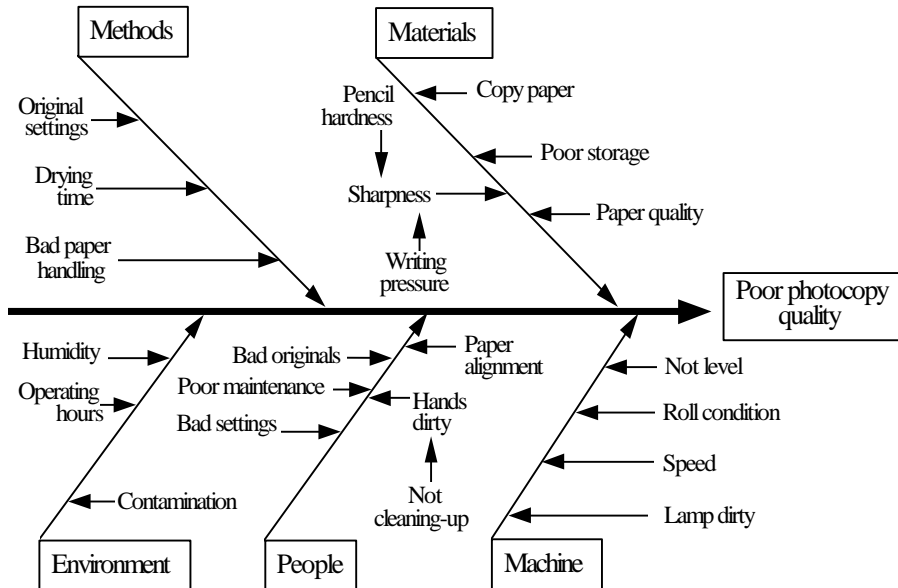 Methods
Materials
Original
settings
Drying
time
Bad paper
handling
Pencil
hardness
Copy paper
Poor storage
Sharpness
Paper quality
Writing
pressure
Poor photocopy
quality
Humidity
Operating
hours
Contamination
Bad originals
Poor maintenance
Bad settings
Paper
alignment
Hands
dirty
Not
cleaning-up
Not level
Roll condition
Speed
Lamp dirty
Environment
People
Machine